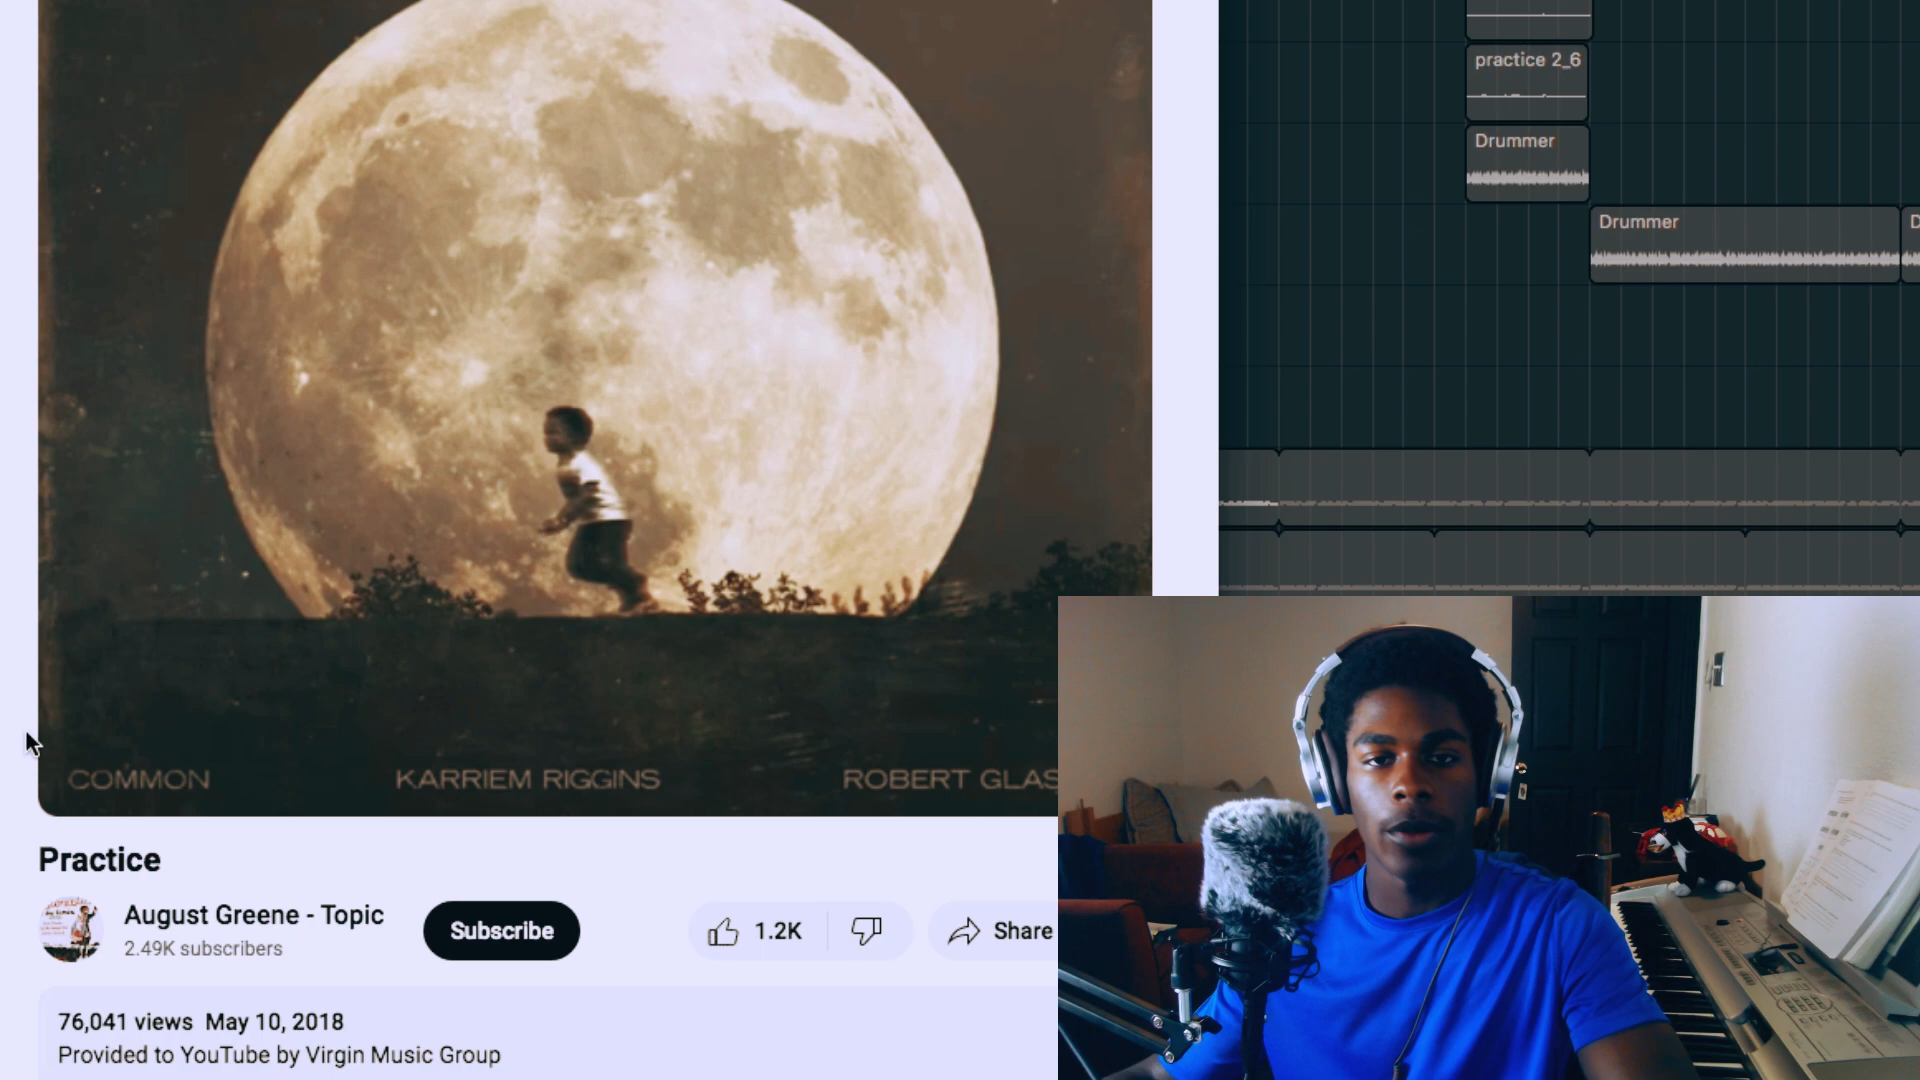 COMMON
KARRIEM RIGGINS
ROBERT GLAS
Practice
August Greene - Topic
2.49K subscribers
Subscribe
1.2K
Share
76,041 views May 10, 2018
Provided to YouTube by Virgin Music Group
practice 2_6
Drummer
Drummer
D